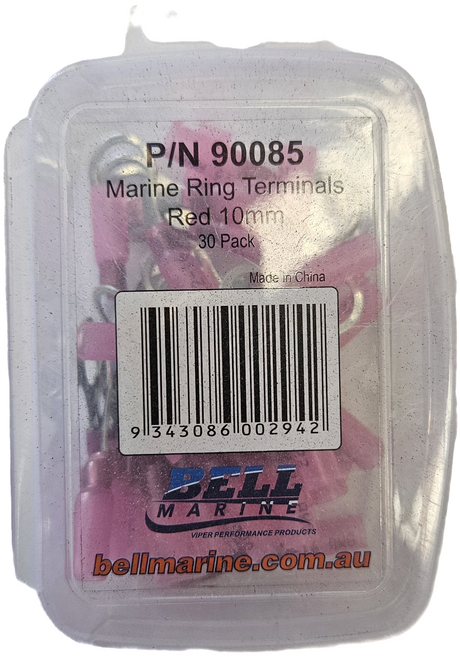 P/N 90085
Marine Ring Terminals
Red 10mm
30 Pack
Made in China
9 343086 002942
BELL
MARINE
VIPER PERFORMANCE PRODUCTS
bellmarine.com.au